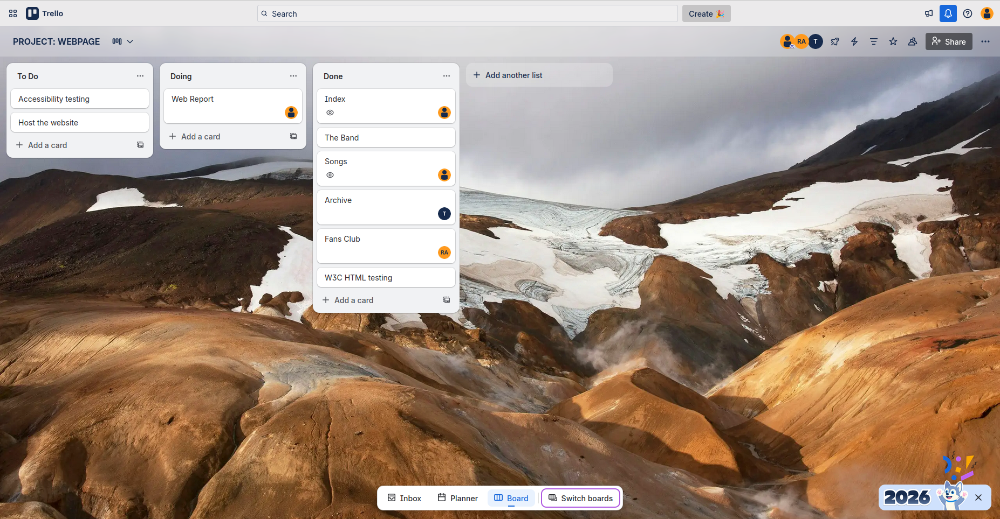 Trello
Search
Create
PROJECT: WEBPAGE
RA
T
Share
To Do
Accessibility testing
Host the website
Add a card
Doing
Web Report
Add a card
Done
Index
The Band
Songs
Archive
T
Fans Club
RA
W3C HTML testing
Add a card
Add another list
Inbox
Planner
Board
Switch boards
2026